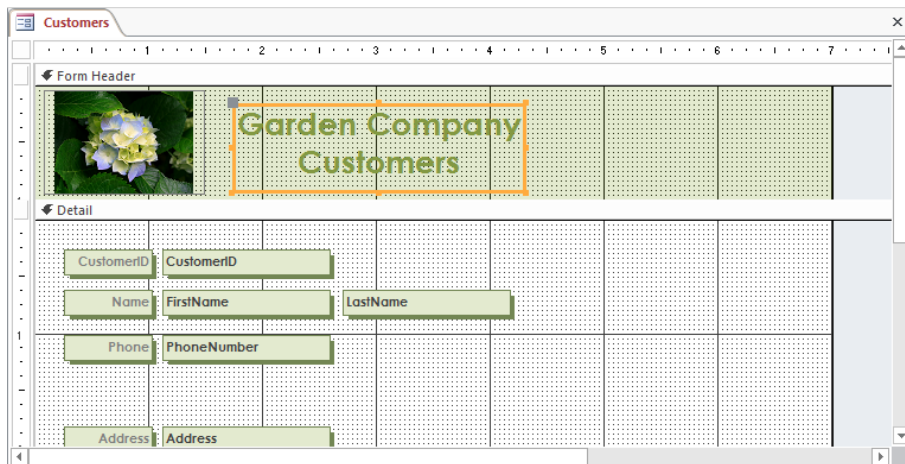 Customers
1 2 3 4 5 6 7
Form Header
Garden Company
Customers
Detail
CustomerID CustomerID
Name FirstName LastName
1
Phone PhoneNumber
Address Address